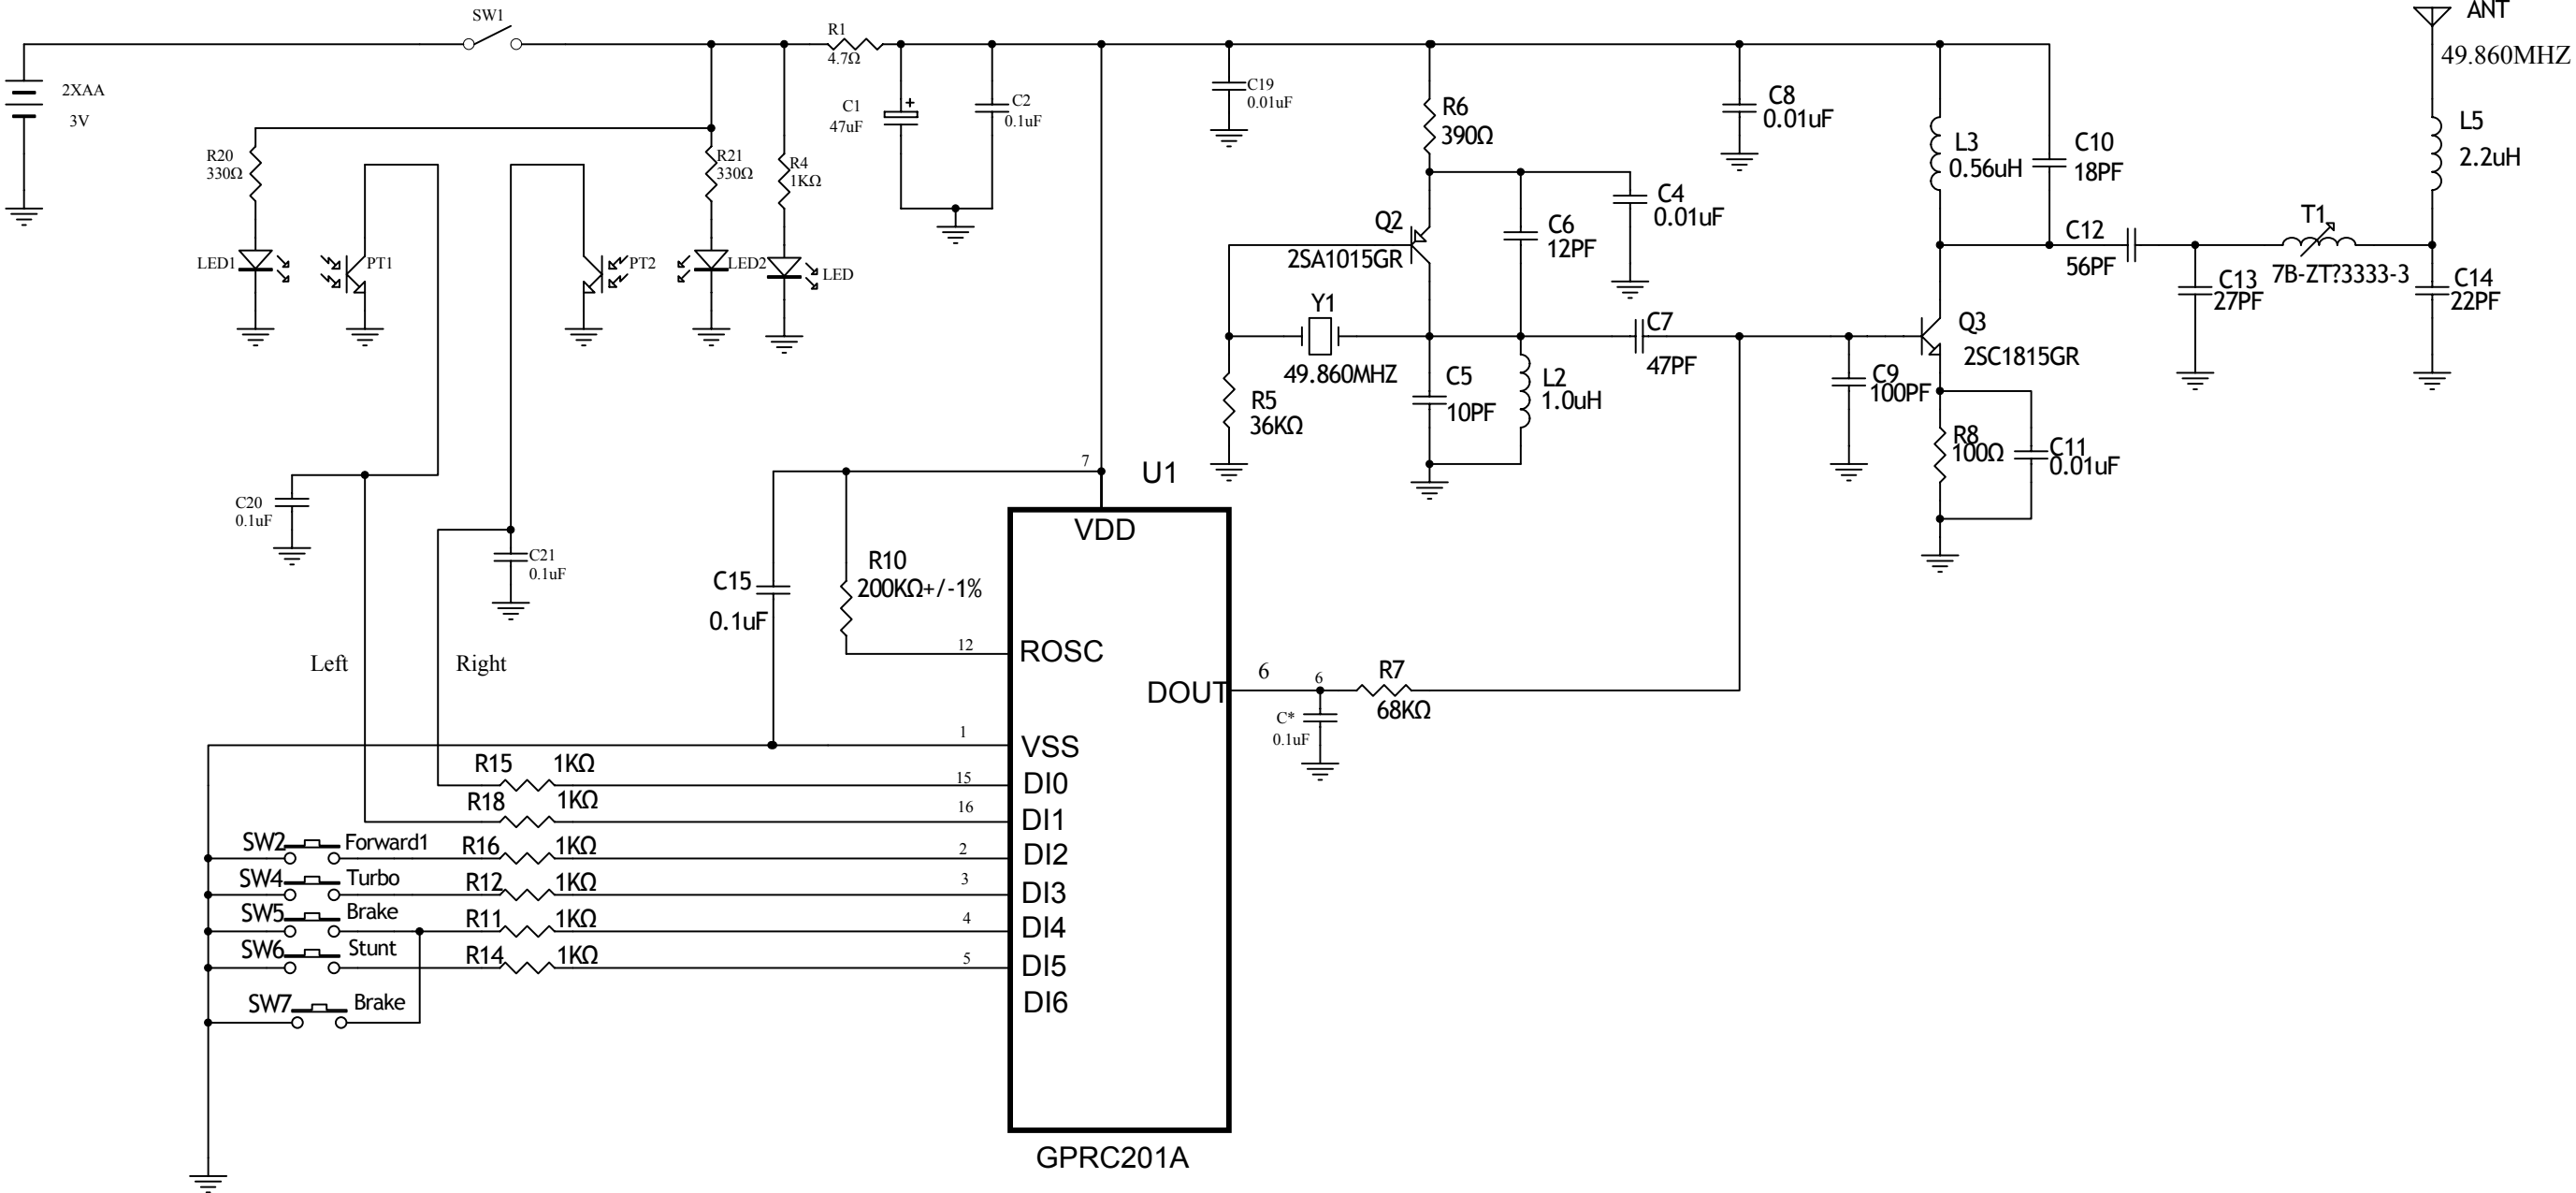 SW1
ANT
49.860MHZ
2XAA
3V
R1
4.7Ω
C1
47uF
+
C2
0.1uF
C19
0.01uF
R6
390Ω
C8
0.01uF
L3
0.56uH
C10
18PF
L5
2.2uH
R20
330Ω
R21
330Ω
R4
1KΩ
LED1
PT1
PT2
LED2
LED
Q2
2SA1015GR
C6
12PF
C4
0.01uF
C12
56PF
T1
7B-ZT?3333-3
C13
27PF
C14
22PF
Y1
49.860MHZ
C7
47PF
Q3
2SC1815GR
R5
36KΩ
C5
10PF
L2
1.0uH
C9
100PF
R8
100Ω
C11
0.01uF
C20
0.1uF
C21
0.1uF
7
U1
VDD
C15
0.1uF
R10
200KΩ+/-1%
12
ROSC
Left
Right
DOUT
6
6
R7
68KΩ
C*
0.1uF
1
VSS
R15 1KΩ
15
DI0
R18 1KΩ
16
DI1
SW2 Forward1 R16 1KΩ
2
DI2
SW4 Turbo R12 1KΩ
3
DI3
SW5 Brake R11 1KΩ
4
DI4
SW6 Stunt R14 1KΩ
5
DI5
SW7 Brake
DI6
GPRC201A